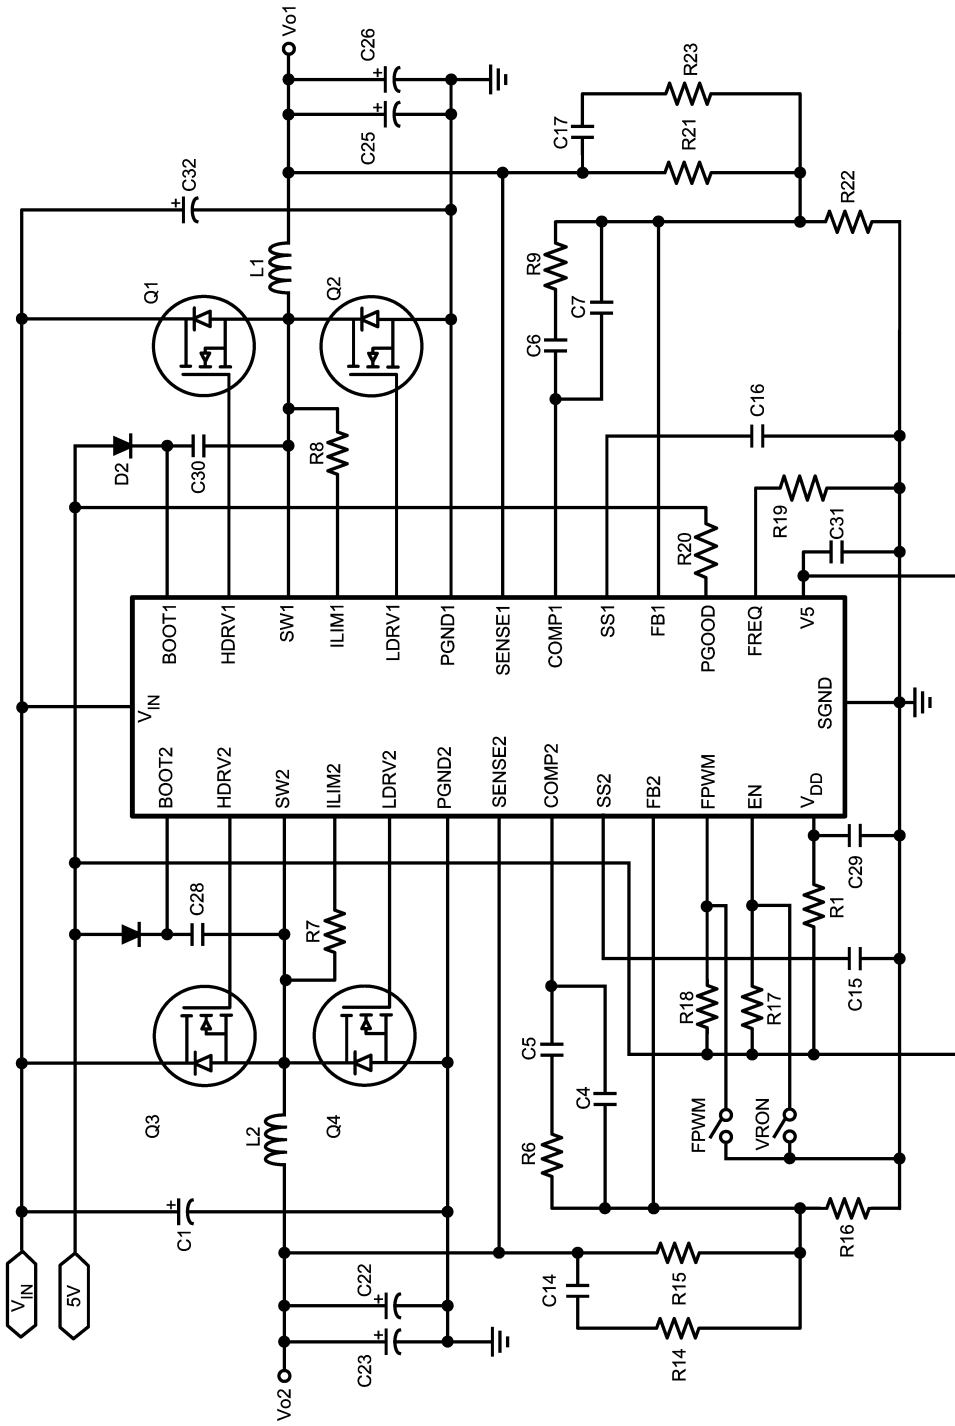 Vo1
C26
C25
C32
R23
C17
R21
R22
L1
Q1
Q2
R9
C7
C6
C16
D2
C30
R8
R19
R20
C31
BOOT1
HDRV1
SW1
ILIM1
LDRV1
PGND1
SENSE1
COMP1
SS1
FB1
PGOOD
FREQ
V5
VIN
SGND
BOOT2
HDRV2
SW2
ILIM2
LDRV2
PGND2
SENSE2
COMP2
SS2
FB2
FPWM
EN
VDD
C28
R7
C29
R1
C15
R18
R17
C5
C4
Q3
Q4
L2
R6
FPWM
VRON
C1
R16
VIN
5V
C22
C23
C14
R15
R14
Vo2